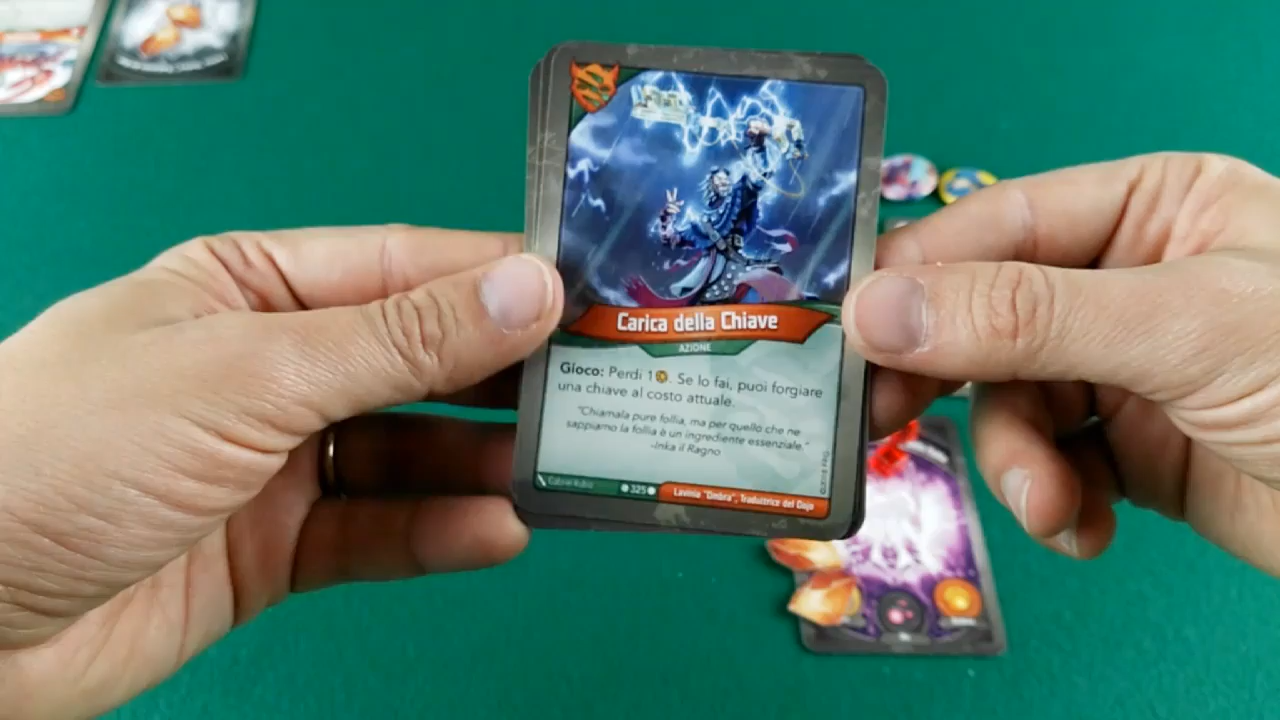 Carica della Chiave
AZIONE
Gioco: Perdi 1. Se lo fai, puoi forgiare
una chiave al costo attuale.
"Chiamala pure follia, ma per quello che ne
sappiamo la follia è un ingrediente essenziale."
-Inka il Ragno
325
Lavinia "Ombra", Traduttrice del Dojo